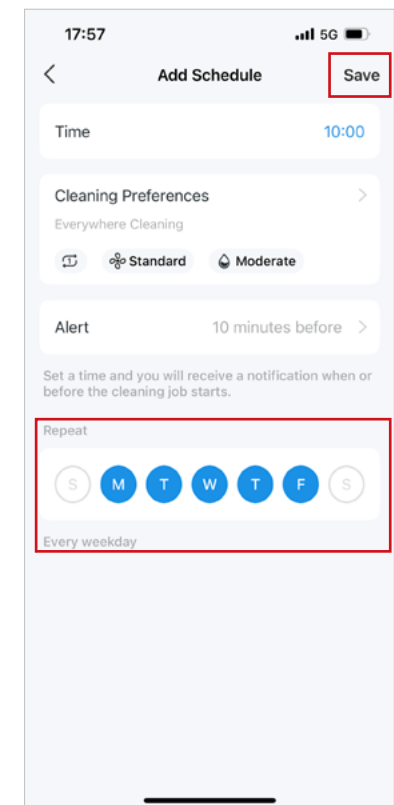 17:57 5G
Add Schedule Save
Time 10:00
Cleaning Preferences
Everywhere Cleaning
1 Standard Moderate
Alert 10 minutes before
Set a time and you will receive a notification when or
before the cleaning job starts.
Repeat
S M T W T F S
Every weekday